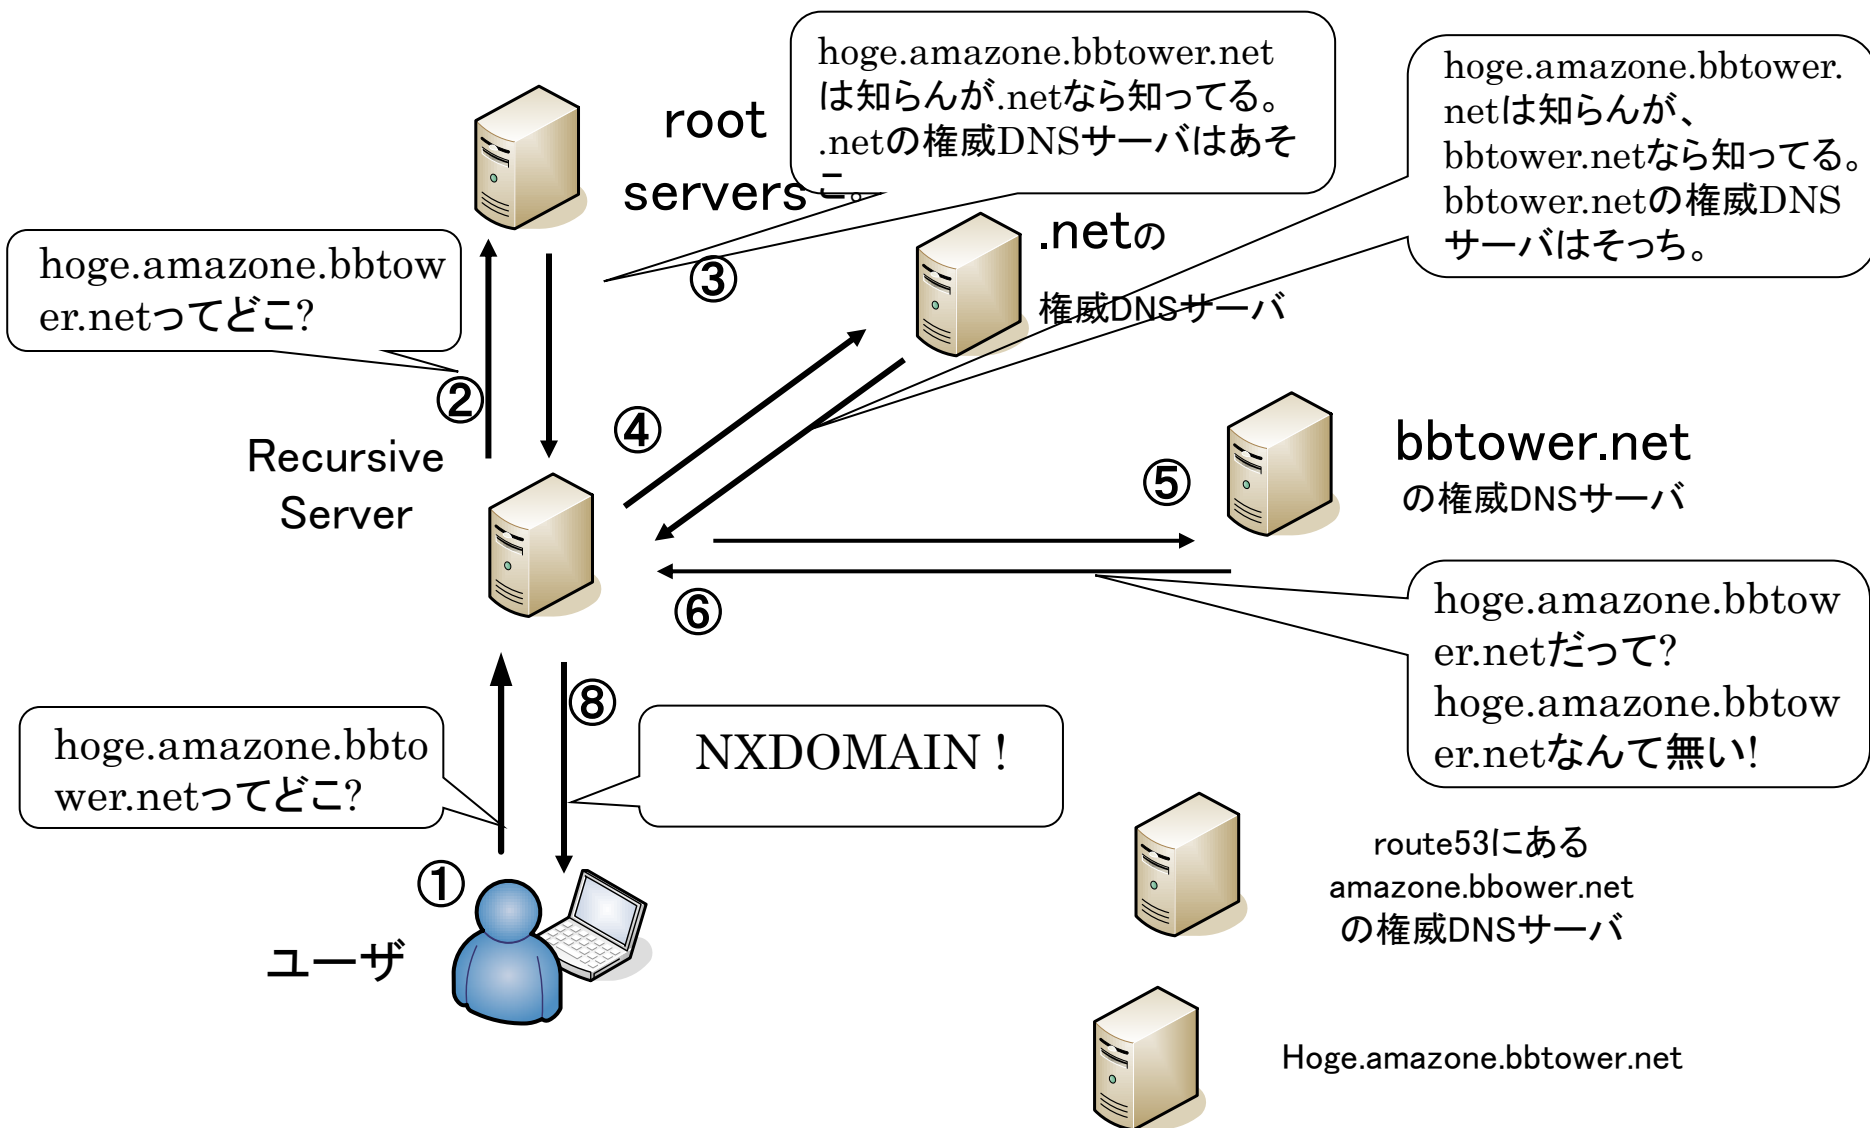 root
servers
hoge.amazone.bbtower.net
は知らんが.netなら知ってる。
.netの権威DNSサーバはあそ
こ。
hoge.amazone.bbtower.
netは知らんが、
bbtower.netなら知ってる。
bbtower.netの権威DNS
サーバはそっち。
hoge.amazone.bbtow
er.netってどこ?
③
.netの
権威DNSサーバ
②
④
Recursive
Server
⑤
bbtower.net
の権威DNSサーバ
⑥
hoge.amazone.bbtow
er.netだって?
hoge.amazone.bbtow
er.netなんて無い!
⑧
hoge.amazone.bbto
wer.netってどこ?
NXDOMAIN !
①
ユーザ
route53にある
amazone.bbower.net
の権威DNSサーバ
Hoge.amazone.bbtower.net